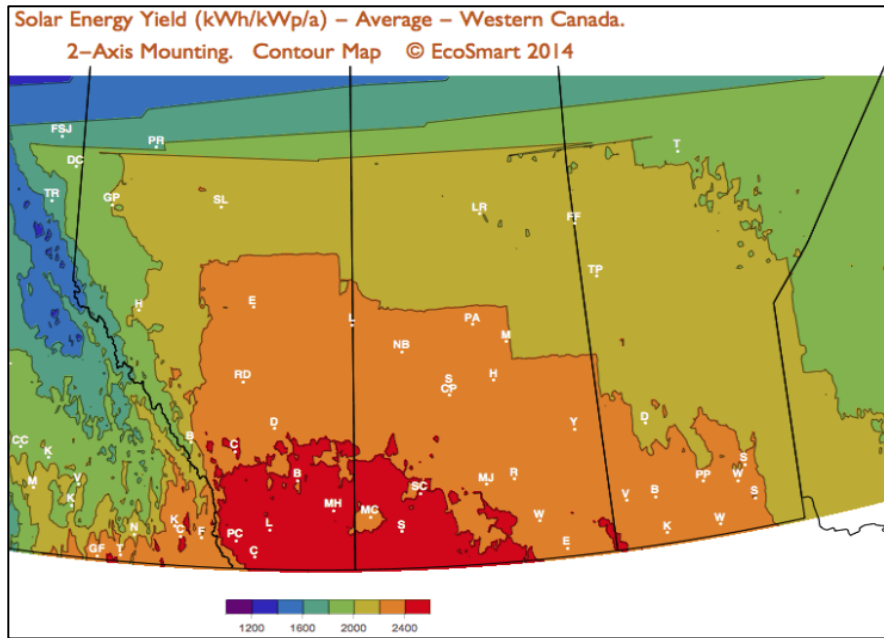 Solar Energy Yield (kWh/kWp/a) – Average – Western Canada.
2–Axis Mounting. Contour Map © EcoSmart 2014
FSJ
PR
T
DC
TR
GP
SL
LR
FF
TP
H
E
L
PA
NB
M
RD
S
H
CP
D
Y
D
B
C
CC
K
S
M
V
B
MJ
R
PP
W
K
MH
SC
V
B
S
MC
W
W
K
N
K
C
F
PC
L
S
K
GF
T
C
E
1200
1600
2000
2400